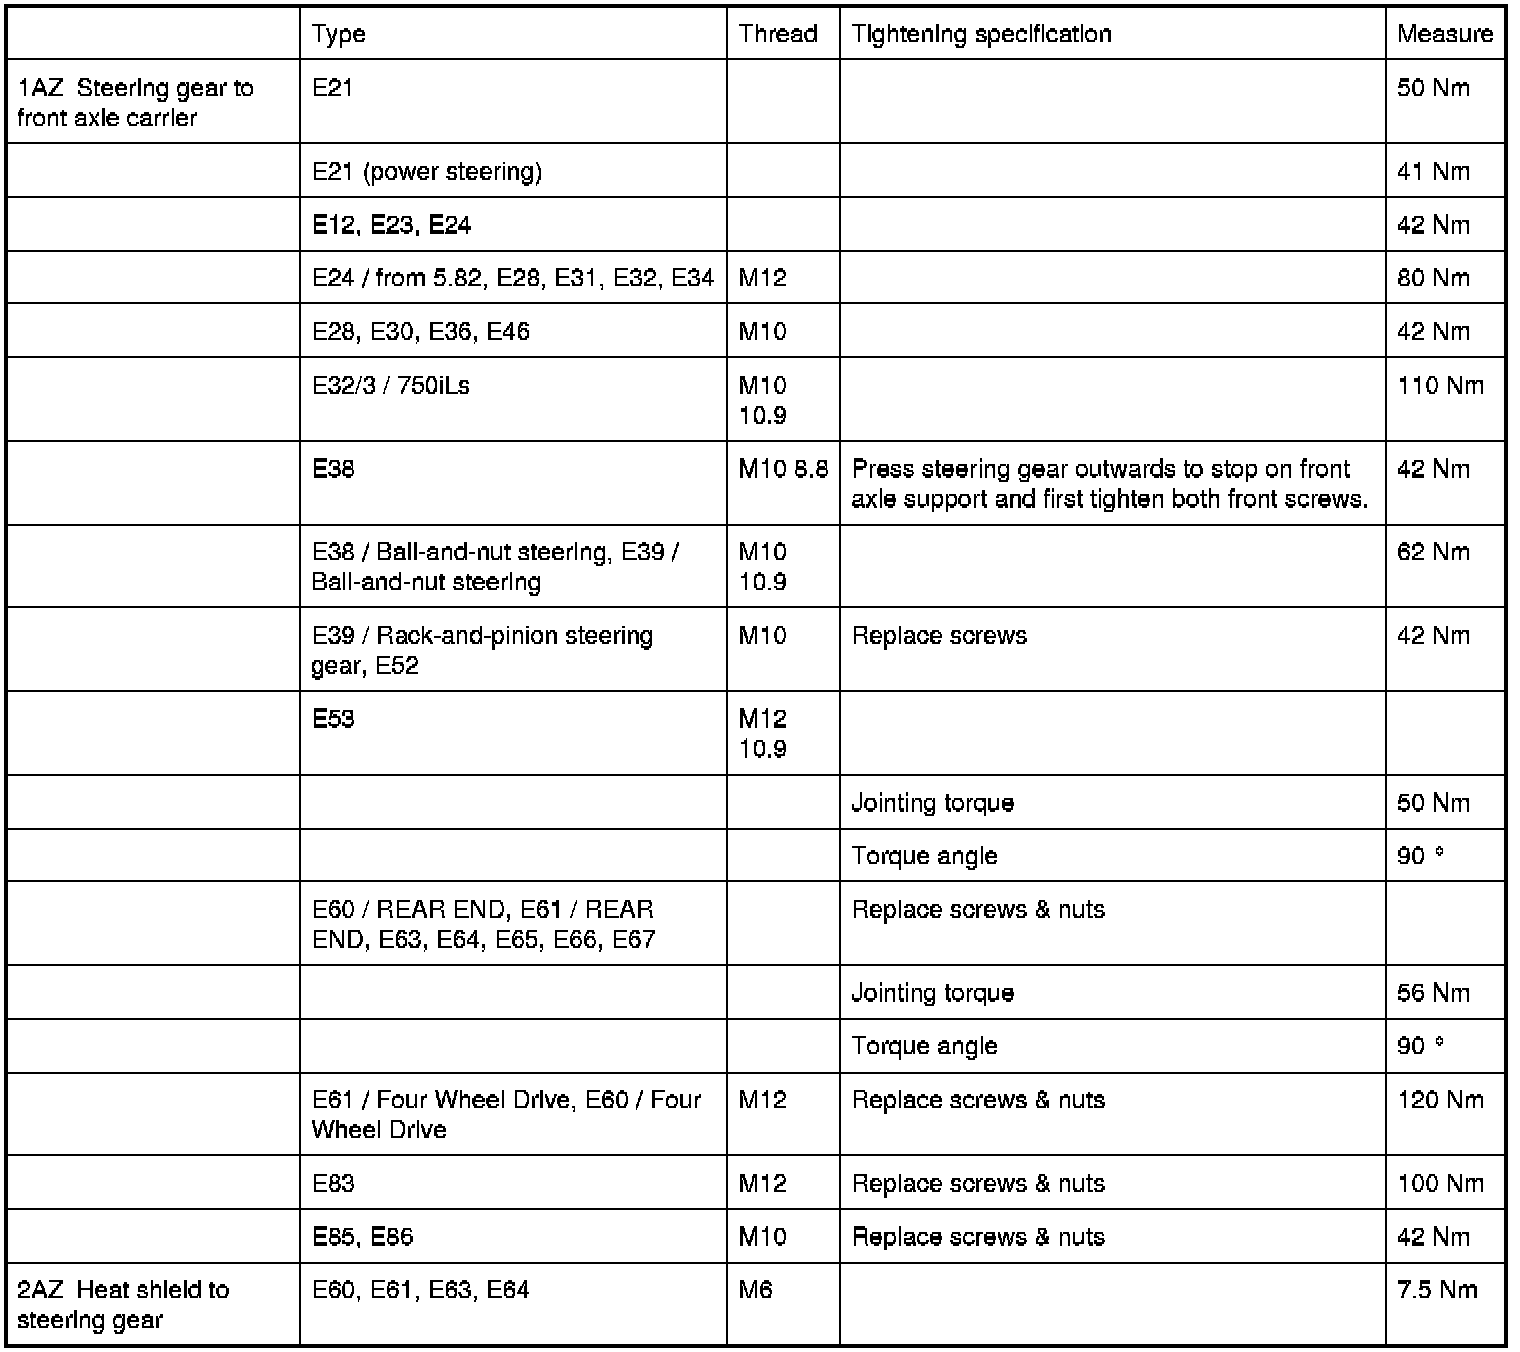 Type Thread Tightening specification Measure
1AZ Steering gear to E21 50 Nm
front axle carrier
E21 (power steering) 41 Nm
E12, E23, E24 42 Nm
E24 / from 5.82, E28, E31, E32, E34 M12 80 Nm
E28, E30, E36, E46 M10 42 Nm
E32/3 / 750iLs M10 110 Nm
10.9
E38 M10 8.8 Press steering gear outwards to stop on front 42 Nm
axle support and first tighten both front screws.
E38 / Ball-and-nut steering, E39 / M10 62 Nm
Ball-and-nut steering 10.9
E39 / Rack-and-pinion steering M10 Replace screws 42 Nm
gear, E52
E53 M12
10.9
Jointing torque 50 Nm
Torque angle 90 °
E60 / REAR END, E61 / REAR Replace screws & nuts
END, E63, E64, E65, E66, E67
Jointing torque 56 Nm
Torque angle 90 °
E61 / Four Wheel Drive, E60 / Four M12 Replace screws & nuts 120 Nm
Wheel Drive
E83 M12 Replace screws & nuts 100 Nm
E85, E86 M10 Replace screws & nuts 42 Nm
2AZ Heat shield to E60, E61, E63, E64 M6 7.5 Nm
steering gear